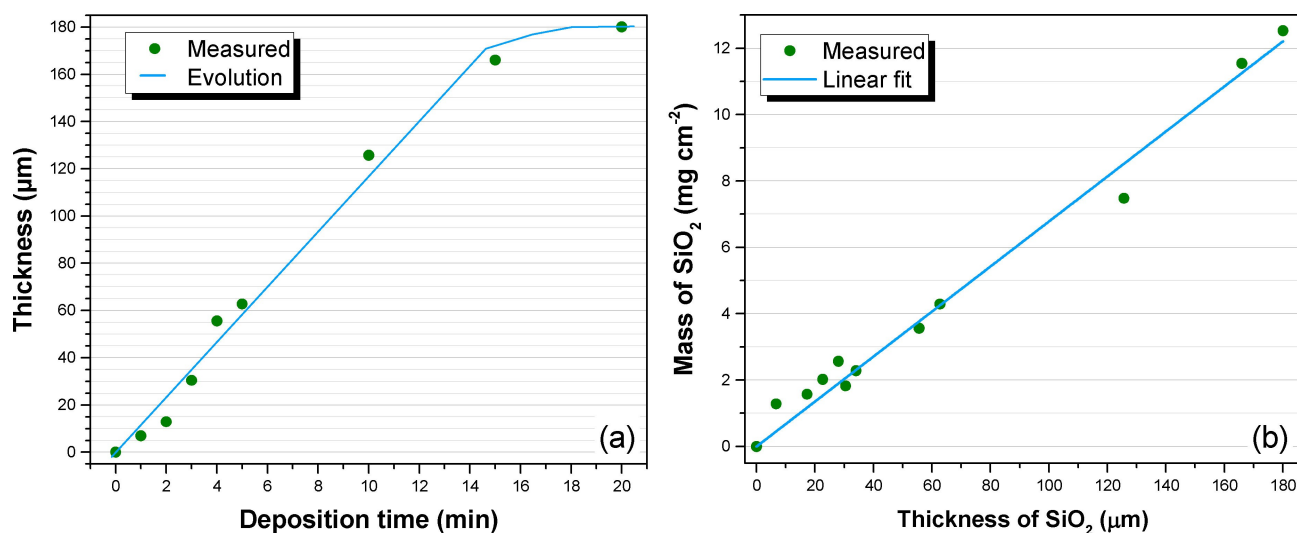 180
160
140
120
100
80
60
40
20
0
Thickness (µm)
Measured
Evolution
(a)
0 2 4 6 8 10 12 14 16 18 20
Deposition time (min)
12
10
8
6
4
2
0
Mass of SiO₂ (mg cm⁻²)
Measured
Linear fit
(b)
0 20 40 60 80 100 120 140 160 180
Thickness of SiO₂ (μm)